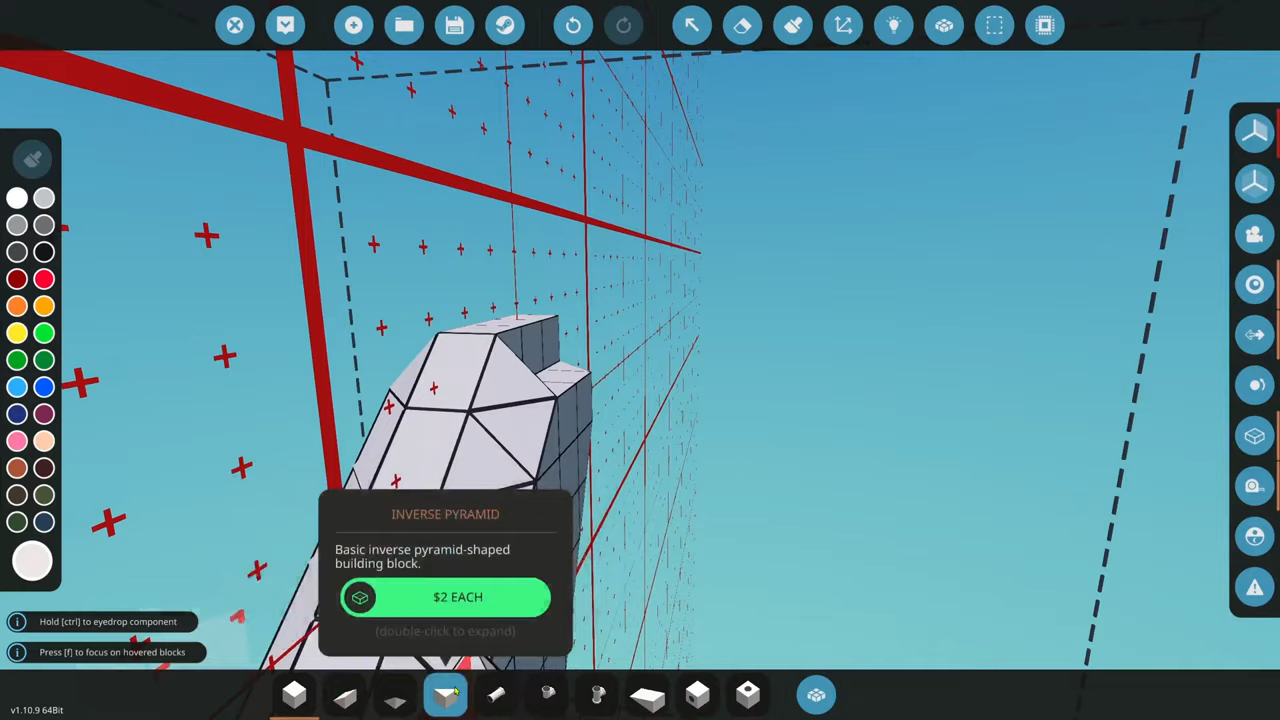 INVERSE PYRAMID
Basic inverse pyramid-shaped
building block.
$2 EACH
(double-click to expand)
Hold [ctrl] to eyedrop component
Press [f] to focus on hovered blocks
v1.10.9 64Bit